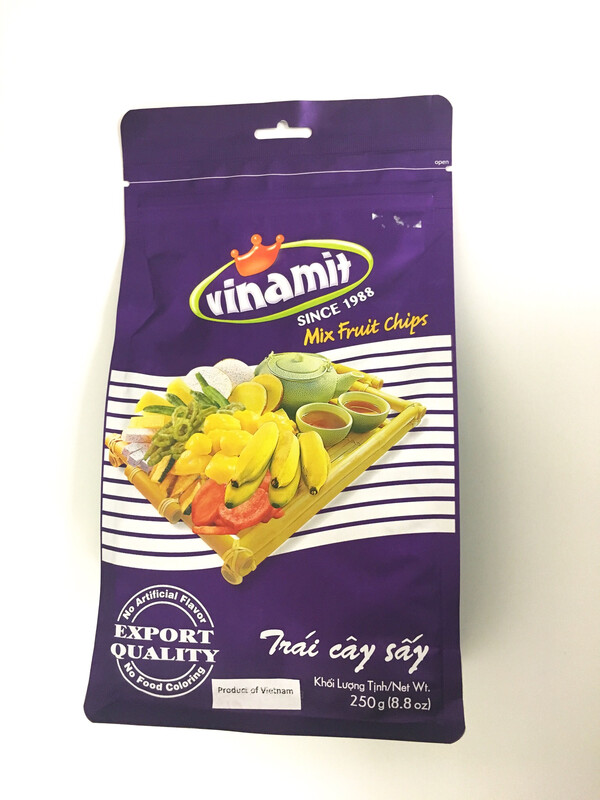 open
vinamit
SINCE 1988
Mix Fruit Chips
No Artificial Flavor
EXPORT
QUALITY
No Food Coloring
Trái cây sấy
Khối Lượng Tịnh/Net Wt.
250g (8.8 oz)
Product of Vietnam